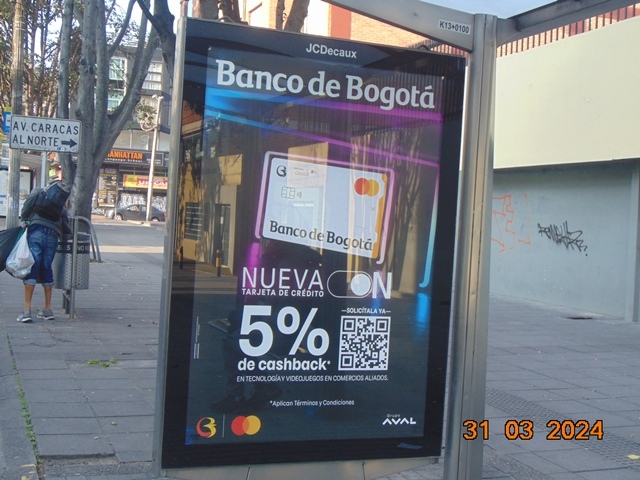 K13+0100
JCDecaux
Banco de Bogotá
AV. CARACAS
AL NORTE
MANHATTAN
Banco de Bogotá
NUEVA ON
TARJETA DE CRÉDITO
SOLICÍTALA YA
5%
de cashback*
EN TECNOLOGÍA Y VIDEOJUEGOS EN COMERCIOS ALIADOS.
*Aplican Términos y Condiciones
Grupo
AVAL
31 03 2024